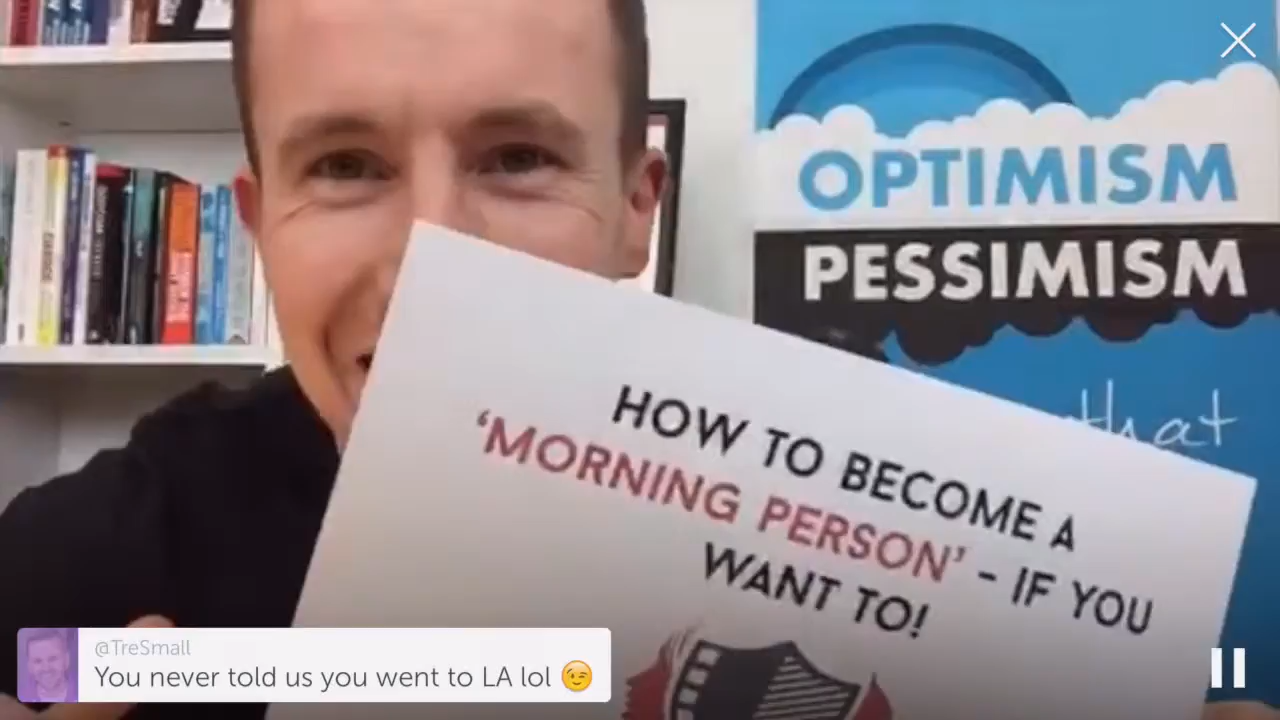 OPTIMISM
PESSIMISM
that
HOW TO BECOME A
'MORNING PERSON' - IF YOU
WANT TO!
@TreSmall
You never told us you went to LA lol 😉